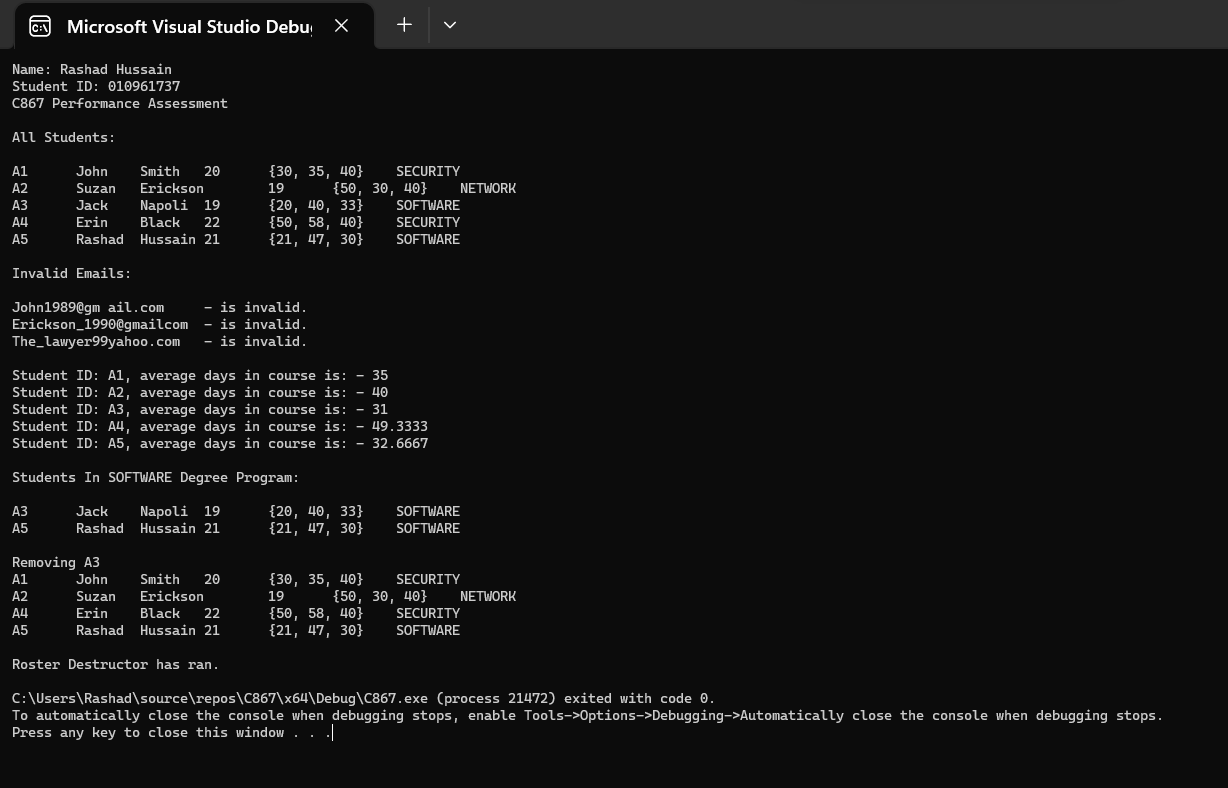 Microsoft Visual Studio Debu
Name: Rashad Hussain
Student ID: 010961737
C867 Performance Assessment
All Students:
A1 John Smith 20 {30, 35, 40} SECURITY
A2 Suzan Erickson 19 {50, 30, 40} NETWORK
A3 Jack Napoli 19 {20, 40, 33} SOFTWARE
A4 Erin Black 22 {50, 58, 40} SECURITY
A5 Rashad Hussain 21 {21, 47, 30} SOFTWARE
Invalid Emails:
John1989@gm ail.com - is invalid.
Erickson_1990@gmailcom - is invalid.
The_lawyer99yahoo.com - is invalid.
Student ID: A1, average days in course is: - 35
Student ID: A2, average days in course is: - 40
Student ID: A3, average days in course is: - 31
Student ID: A4, average days in course is: - 49.3333
Student ID: A5, average days in course is: - 32.6667
Students In SOFTWARE Degree Program:
A3 Jack Napoli 19 {20, 40, 33} SOFTWARE
A5 Rashad Hussain 21 {21, 47, 30} SOFTWARE
Removing A3
A1 John Smith 20 {30, 35, 40} SECURITY
A2 Suzan Erickson 19 {50, 30, 40} NETWORK
A4 Erin Black 22 {50, 58, 40} SECURITY
A5 Rashad Hussain 21 {21, 47, 30} SOFTWARE
Roster Destructor has ran.
C:\Users\Rashad\source\repos\C867\x64\Debug\C867.exe (process 21472) exited with code 0.
To automatically close the console when debugging stops, enable Tools->Options->Debugging->Automatically close the console when debugging stops.
Press any key to close this window . . .